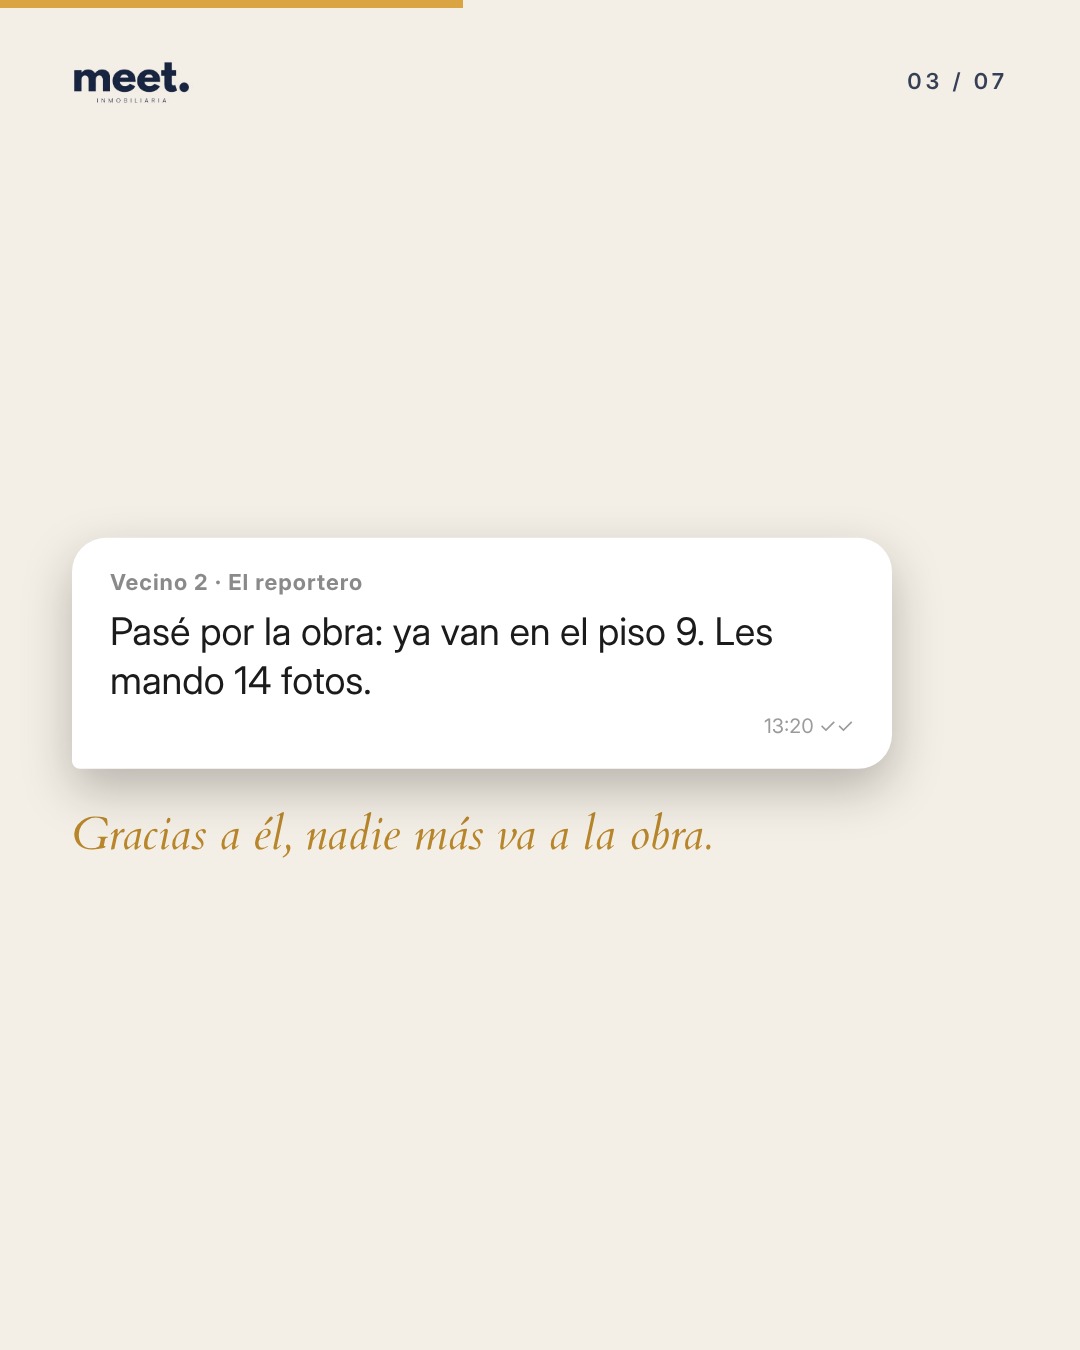 meet.
INMOBILIARIA
03 / 07
Vecino 2 · El reportero
Pasé por la obra: ya van en el piso 9. Les
mando 14 fotos.
13:20 ✓✓
Gracias a él, nadie más va a la obra.